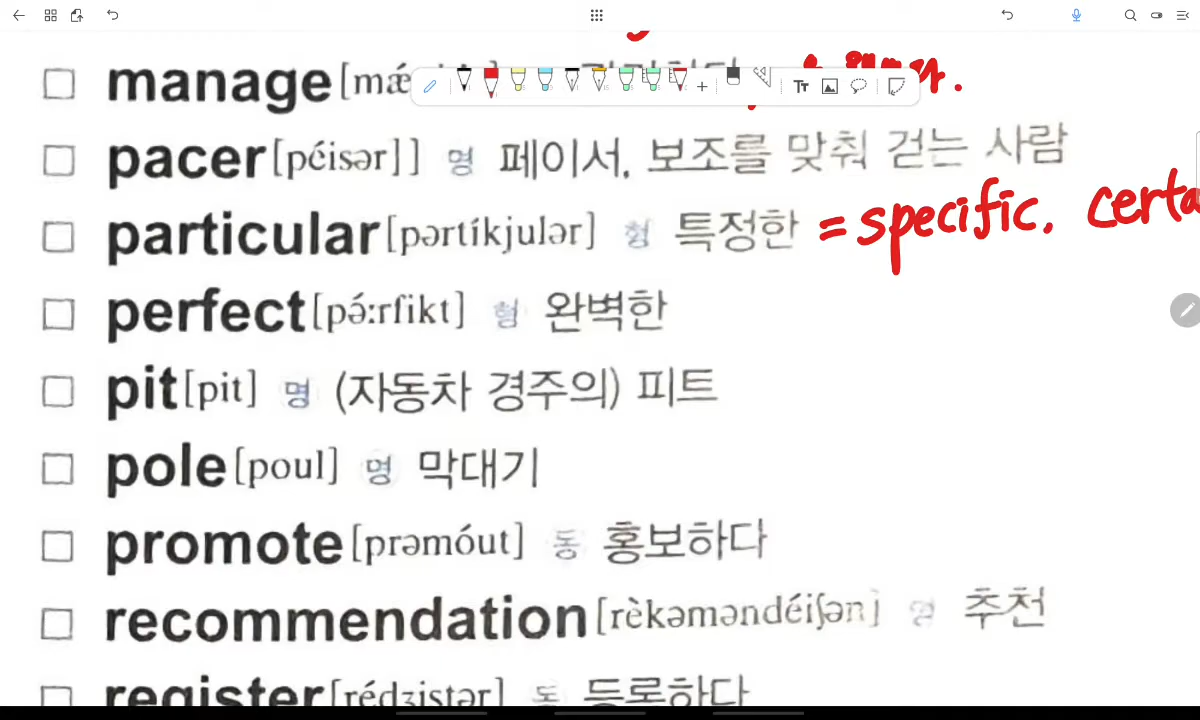 manage[mǽ
pacer[péisər]] 명 페이서, 보조를 맞춰 걷는 사람
particular[pərtíkjulər] 형 특정한 = specific. certa
perfect[pə́:rfikt] 형 완벽한
pit[pit] 명 (자동차 경주의) 피트
pole[poul] 명 막대기
promote[prəmóut] 동 홍보하다
recommendation[rèkəməndéiʃən] 명 추천
register[rédʒistər] 동 등록하다